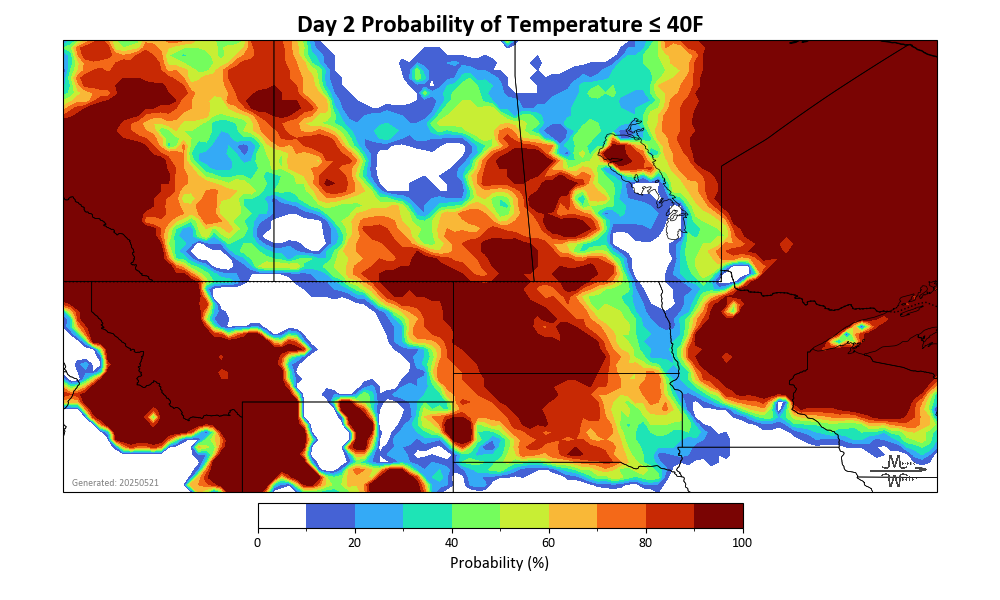 Day 2 Probability of Temperature ≤ 40F
Generated: 20250521
0 20 40 60 80 100
Probability (%)